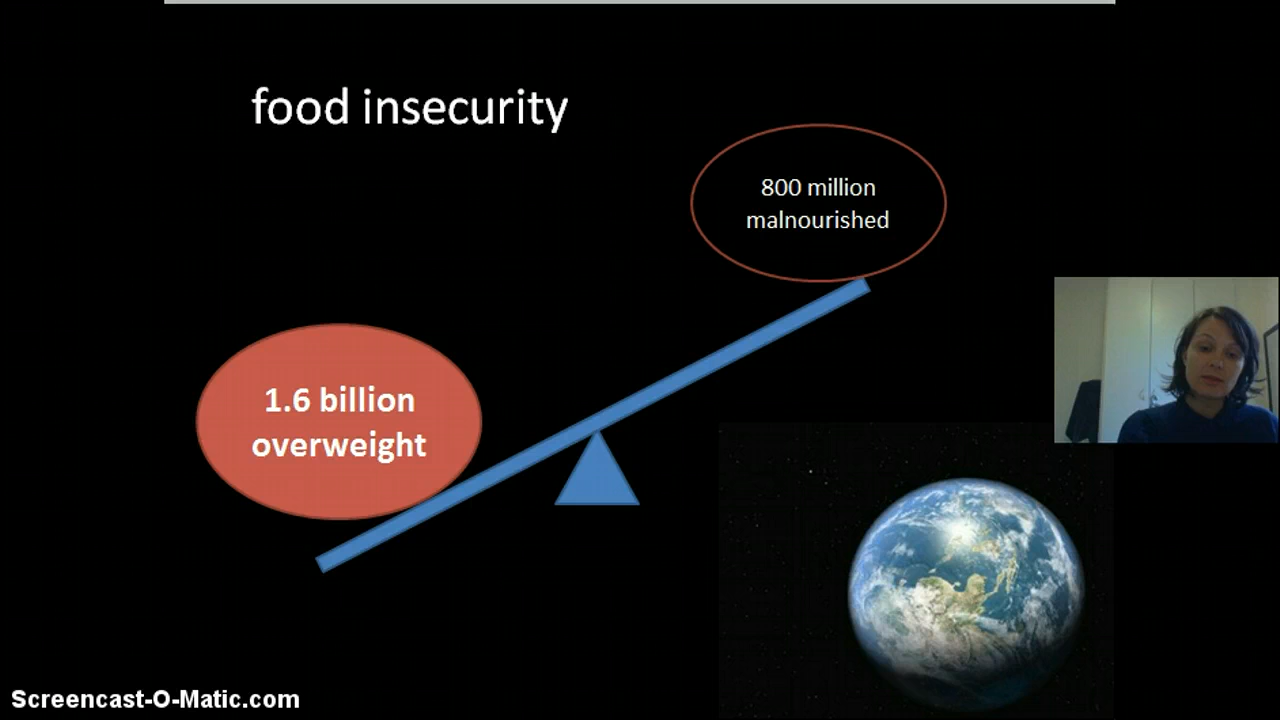 food insecurity
800 million
malnourished
1.6 billion
overweight
Screencast-O-Matic.com